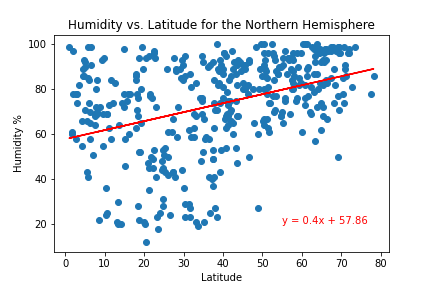 Humidity vs. Latitude for the Northern Hemisphere
100
80
60
40
20
Humidity %
y = 0.4x + 57.86
0 10 20 30 40 50 60 70 80
Latitude